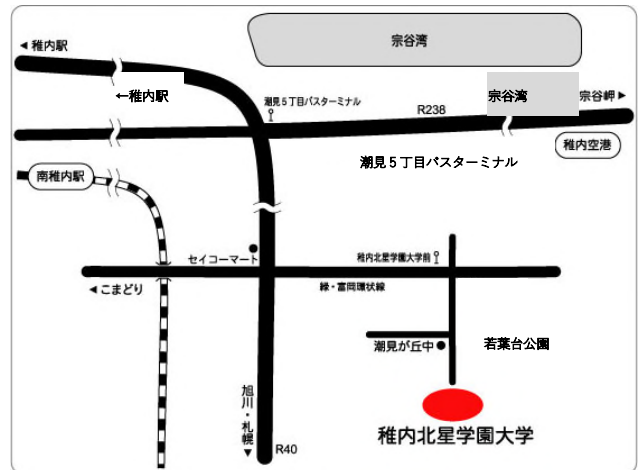 ◀ 稚内駅
宗谷湾
←稚内駅
宗谷湾
宗谷岬 ▶
潮見5丁目バスターミナル
R238
稚内空港
潮見5丁目バスターミナル
南稚内駅
セイコーマート
稚内北星学園大学前
◀ こまどり
緑・富岡環状線
潮見が丘中
若葉台公園
旭川・札幌▼
R40
稚内北星学園大学